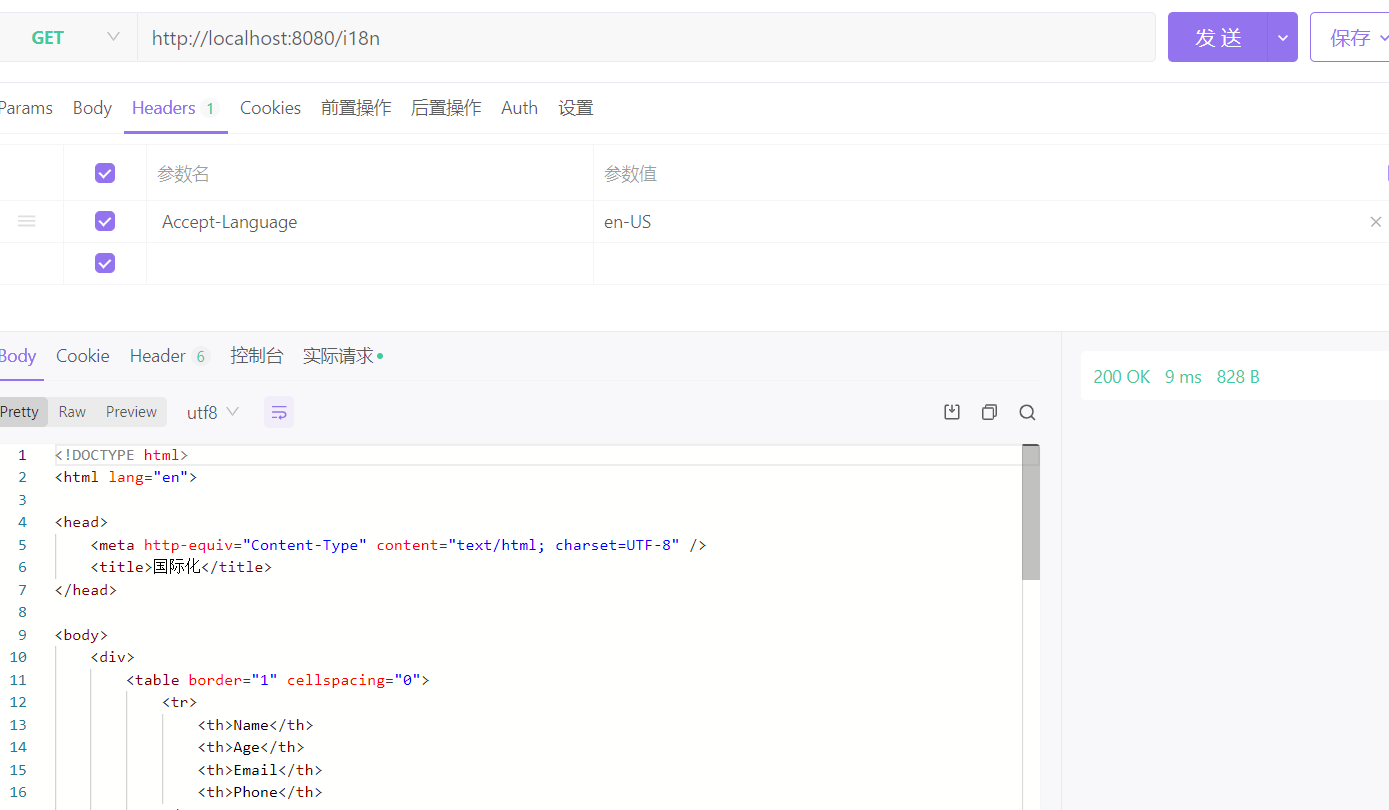 GET http://localhost:8080/i18n 发 送 保存
Params Body Headers 1 Cookies 前置操作 后置操作 Auth 设置
参数名 参数值
Accept-Language en-US
Body Cookie Header 6 控制台 实际请求
200 OK 9 ms 828 B
Pretty Raw Preview utf8
1 <!DOCTYPE html>
2 <html lang="en">
3
4 <head>
5 <meta http-equiv="Content-Type" content="text/html; charset=UTF-8" />
6 <title>国际化</title>
7 </head>
8
9 <body>
10 <div>
11 <table border="1" cellspacing="0">
12 <tr>
13 <th>Name</th>
14 <th>Age</th>
15 <th>Email</th>
16 <th>Phone</th>